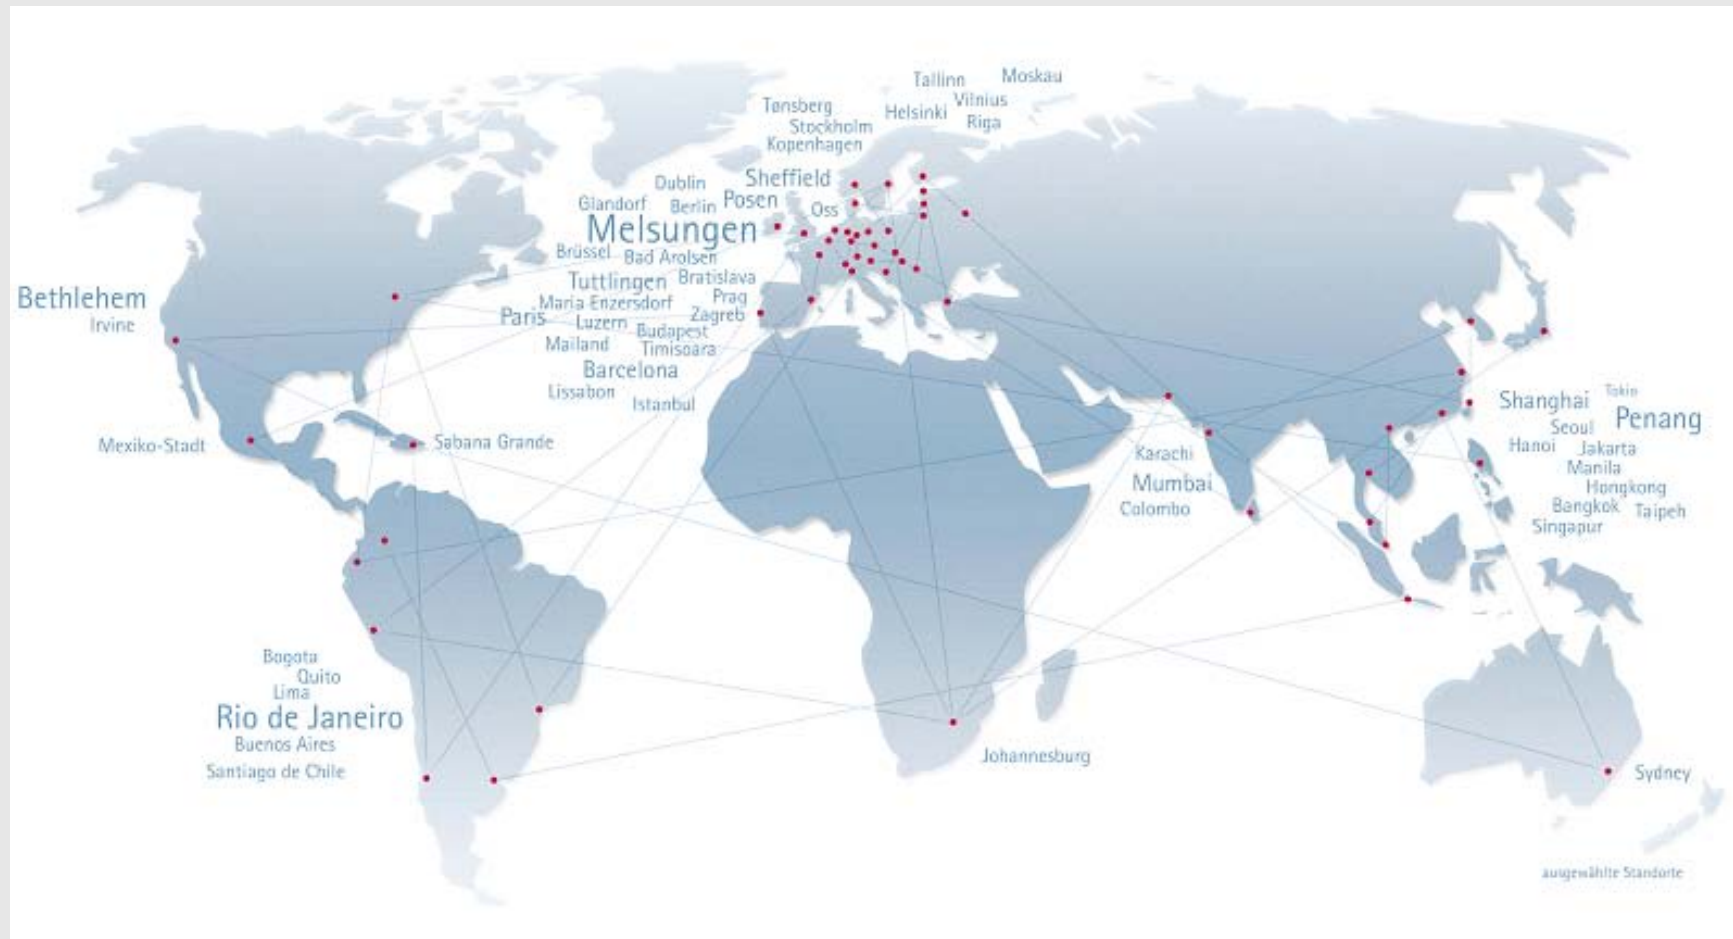 Tallinn
Moskau
Vilnius
Tønsberg
Helsinki
Riga
Stockholm
Kopenhagen
Sheffield
Dublin
Posen
Glandorf
Berlin
Oss
Melsungen
Brüssel
Bad Arolsen
Tuttlingen
Bratislava
Prag
Maria Enzersdorf
Paris
Luzern
Zagreb
Budapest
Mailand
Timisoara
Barcelona
Lissabon
Istanbul
Bethlehem
Irvine
Mexiko-Stadt
Sabana Grande
Karachi
Mumbai
Colombo
Shanghai
Tokio
Penang
Seoul
Hanoi
Jakarta
Manila
Hongkong
Bangkok
Taipeh
Singapur
Bogota
Quito
Lima
Rio de Janeiro
Buenos Aires
Santiago de Chile
Johannesburg
Sydney
ausgewählte Standorte